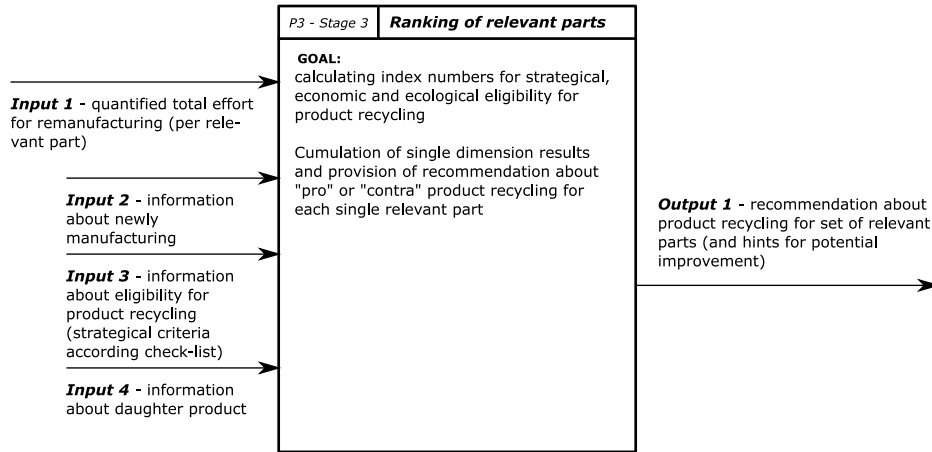 P3 - Stage 3
Ranking of relevant parts
GOAL:
calculating index numbers for strategical,
economic and ecological eligibility for
product recycling
Cumulation of single dimension results
and provision of recommendation about
"pro" or "contra" product recycling for
each single relevant part
Input 1 - quantified total effort
for remanufacturing (per rele-
vant part)
Input 2 - information
about newly
manufacturing
Input 3 - information
about eligibility for
product recycling
(strategical criteria
according check-list)
Input 4 - information
about daughter product
Output 1 - recommendation about
product recycling for set of relevant
parts (and hints for potential
improvement)